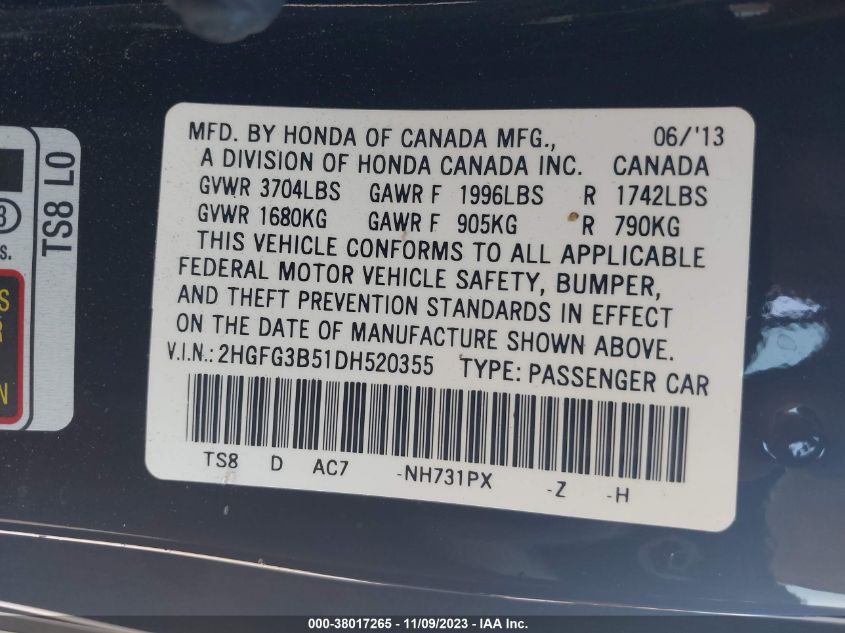 MFD. BY HONDA OF CANADA MFG., 06/'13
A DIVISION OF HONDA CANADA INC. CANADA
GVWR 3704LBS GAWR F 1996LBS R 1742LBS
GVWR 1680KG GAWR F 905KG R 790KG
THIS VEHICLE CONFORMS TO ALL APPLICABLE
FEDERAL MOTOR VEHICLE SAFETY, BUMPER,
AND THEFT PREVENTION STANDARDS IN EFFECT
ON THE DATE OF MANUFACTURE SHOWN ABOVE.
V.I.N.: 2HGFG3B51DH520355 TYPE: PASSENGER CAR
TS8 D AC7 -NH731PX -Z -H
TS8 L0
000-38017265 - 11/09/2023 - IAA Inc.